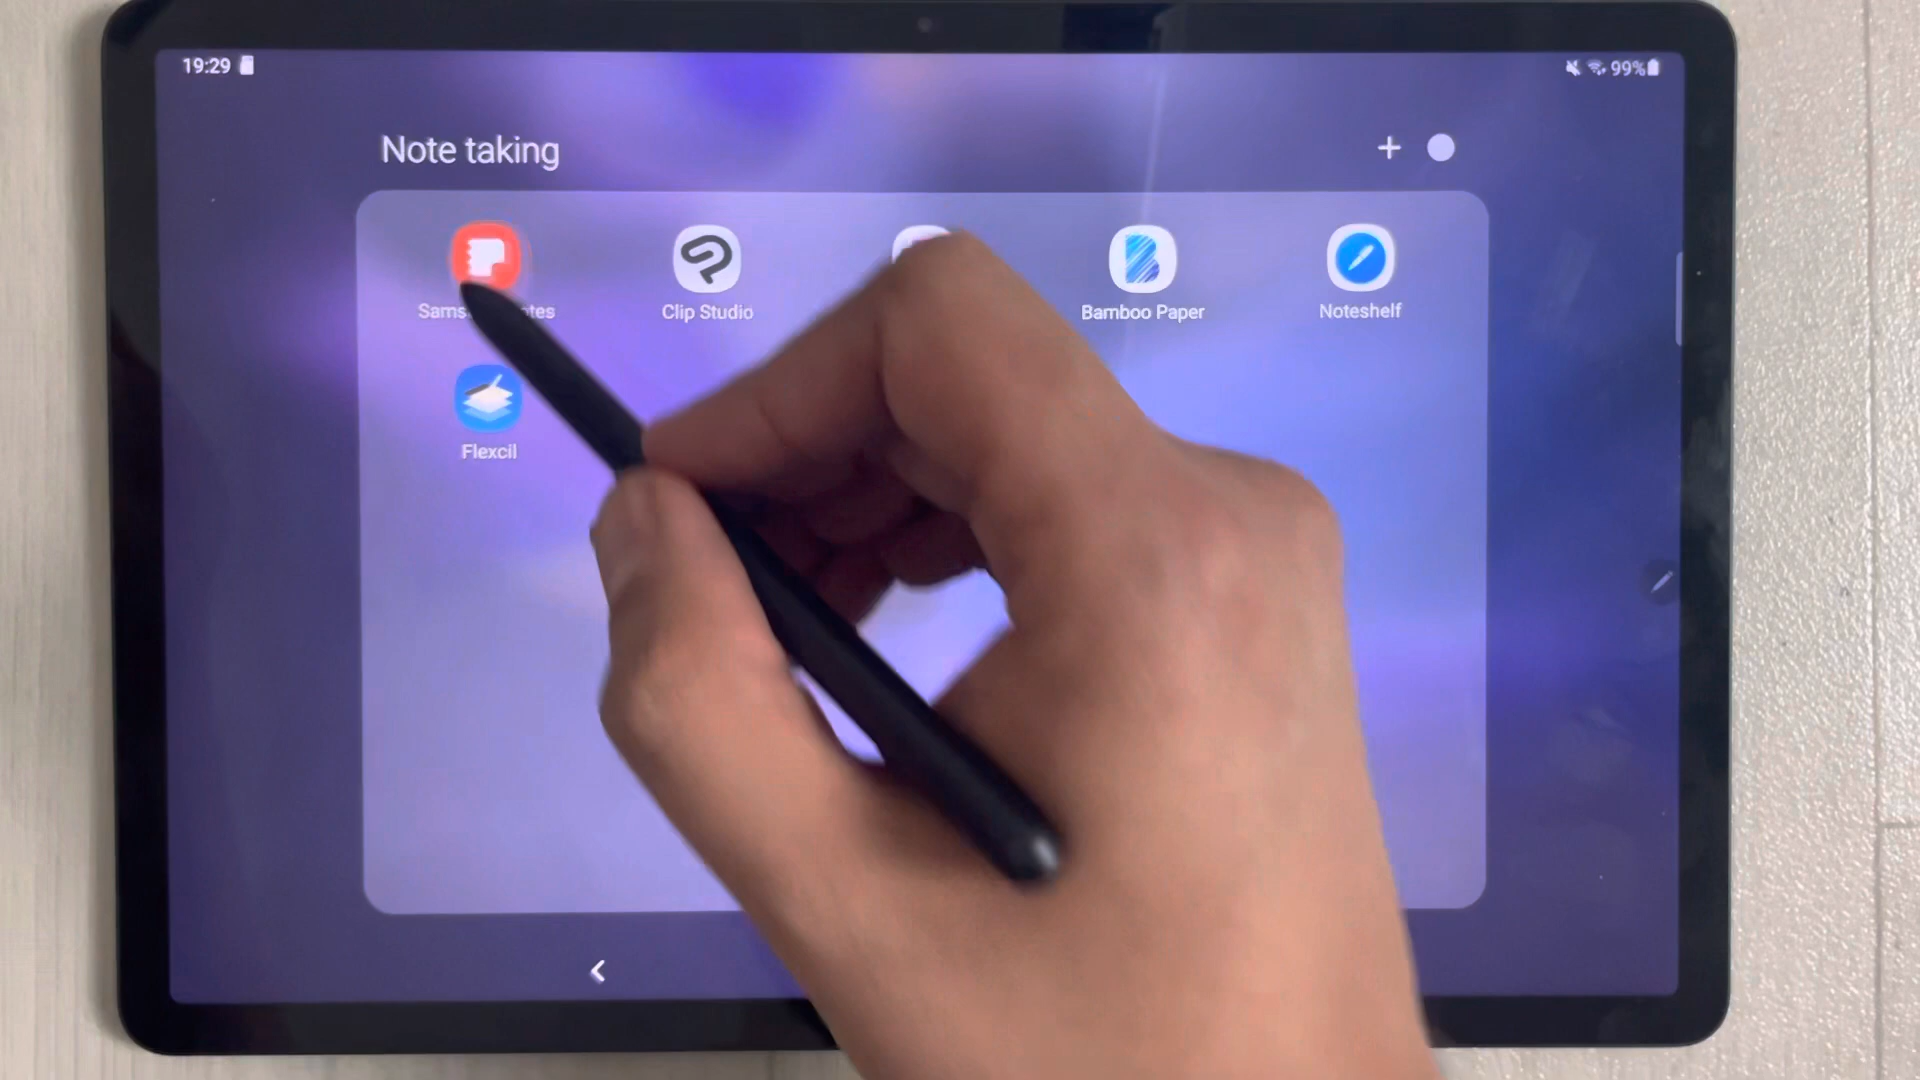 19:29
99%
Note taking
Clip Studio
Bamboo Paper
Noteshelf
Flexcil